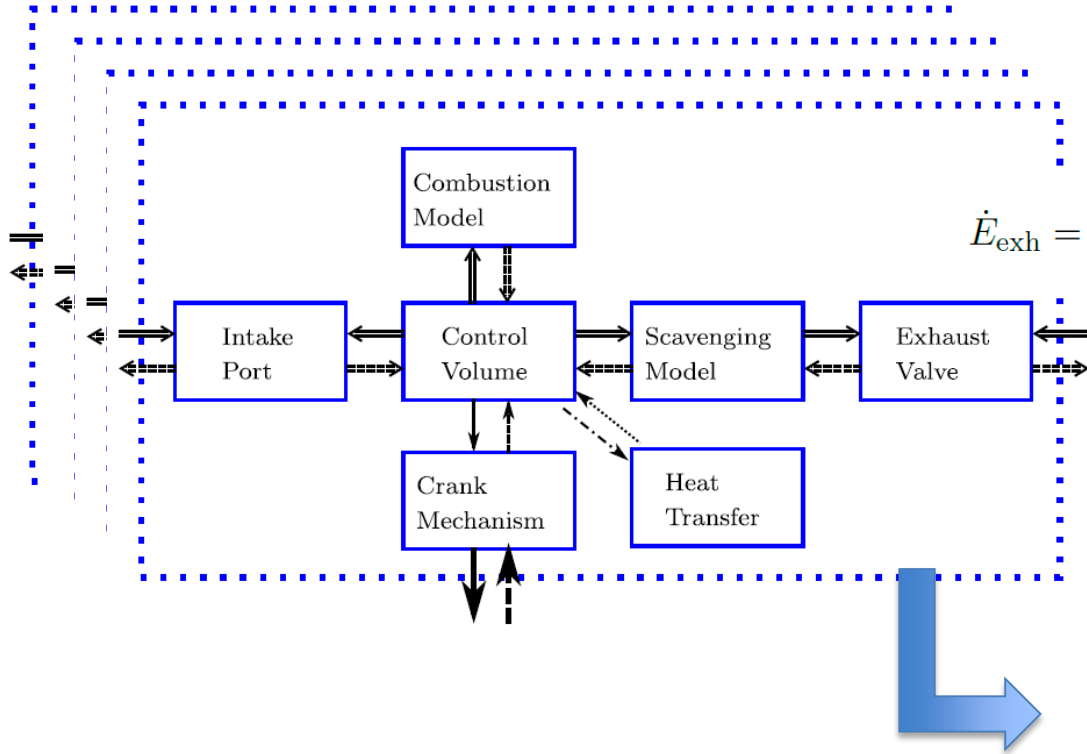 Combustion
Model
Ė_exh =
Intake
Port
Control
Volume
Scavenging
Model
Exhaust
Valve
Crank
Mechanism
Heat
Transfer